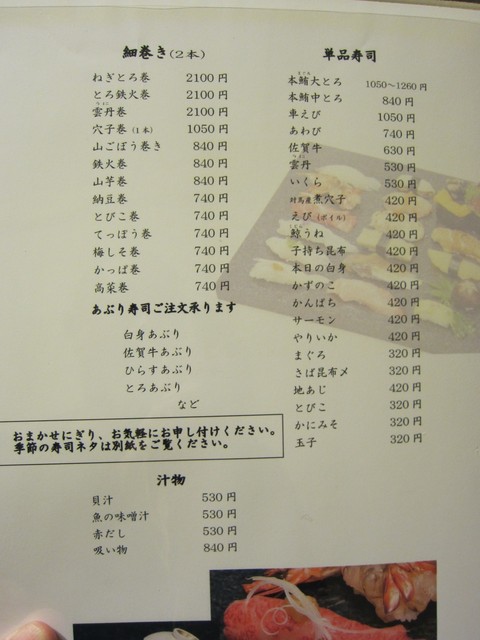 細巻き(2本)
ねぎとろ巻 2100円
とろ鉄火巻 2100円
うに
雲丹巻 2100円
穴子巻(1本) 1050円
山ごぼう巻き 840円
鉄火巻 840円
山芋巻 840円
納豆巻 740円
とびこ巻 740円
てっぽう巻 740円
梅しそ巻 740円
かっぱ巻 740円
高菜巻 740円
あぶり寿司ご注文承ります
白身あぶり
佐賀牛あぶり
ひらすあぶり
とろあぶり
など
単品寿司
まぐろ
本鮪大とろ 1050〜1260円
本鮪中とろ 840円
車えび 1050円
あわび 740円
佐賀牛 630円
うに
雲丹 530円
いくら 530円
対馬産煮穴子 420円
えび(ボイル) 420円
くじら
鯨うね 420円
子持ち昆布 420円
本日の白身 420円
かずのこ 420円
かんぱち 420円
サーモン 420円
やりいか 420円
まぐろ 320円
さば昆布〆 320円
地あじ 420円
とびこ 320円
かにみそ 320円
玉子 320円
おまかせにぎり、お気軽にお申し付けください。
季節の寿司ネタは別紙をご覧ください。
汁物
貝汁 530円
魚の味噌汁 530円
赤だし 530円
吸い物 840円